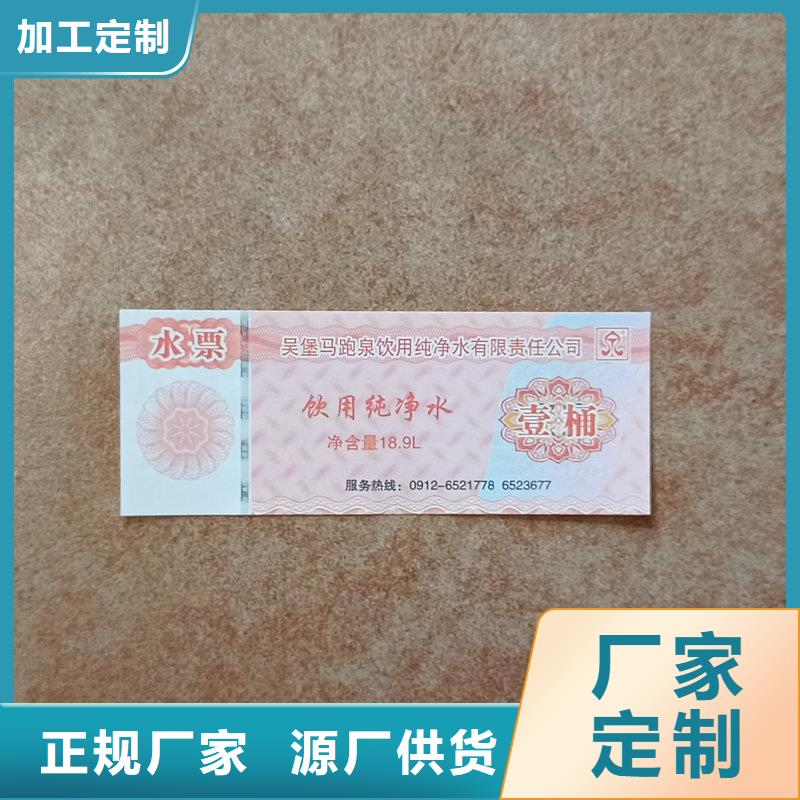 加工定制
水票
吴堡马跑泉饮用纯净水有限责任公司
饮用纯净水
壹桶
净含量18.9L
服务热线：0912-6521778 6523677
厂家
定制
正规厂家 源厂供货